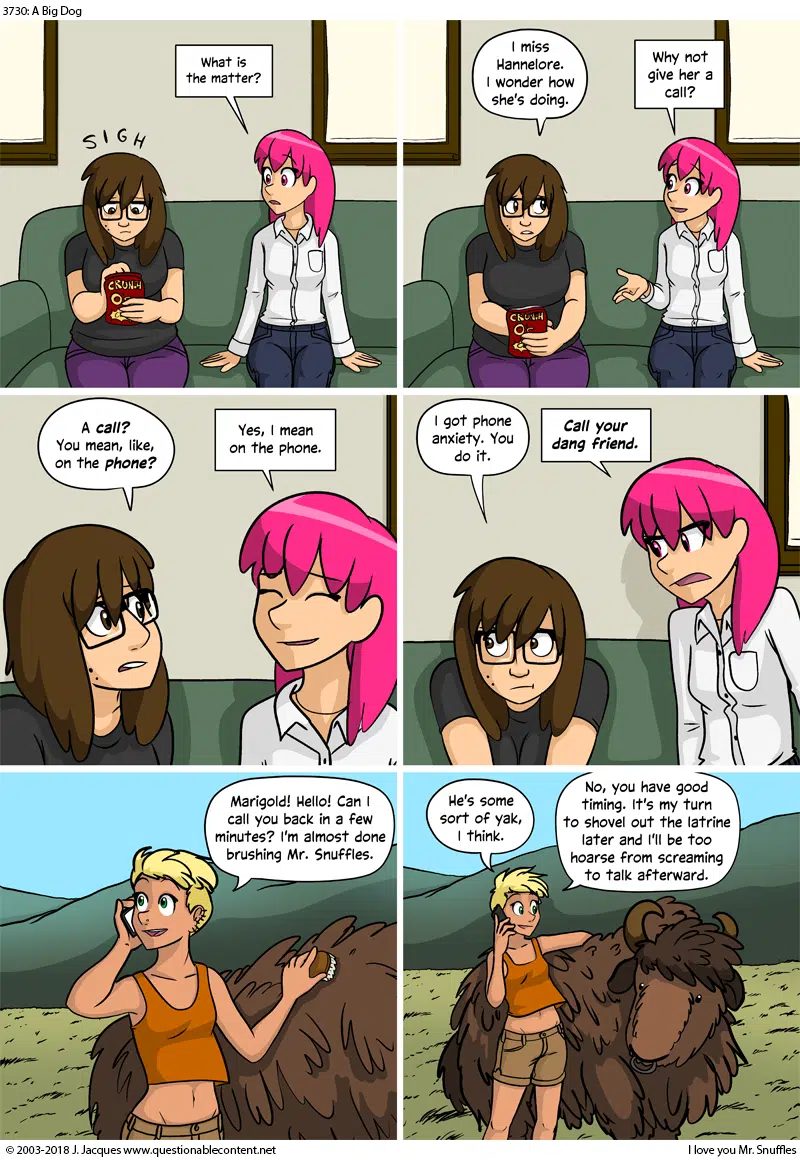 3730: A Big Dog
What is
the matter?
SIGH
CRUNCH
I miss
Hannelore.
I wonder how
she's doing.
Why not
give her a
call?
CRUNCH
A call?
You mean, like,
on the phone?
Yes, I mean
on the phone.
I got phone
anxiety. You
do it.
Call your
dang friend.
Marigold! Hello! Can I
call you back in a few
minutes? I'm almost done
brushing Mr. Snuffles.
He's some
sort of yak,
I think.
No, you have good
timing. It's my turn
to shovel out the latrine
later and I'll be too
hoarse from screaming
to talk afterward.
© 2003-2018 J. Jacques www.questionablecontent.net
I love you Mr. Snuffles